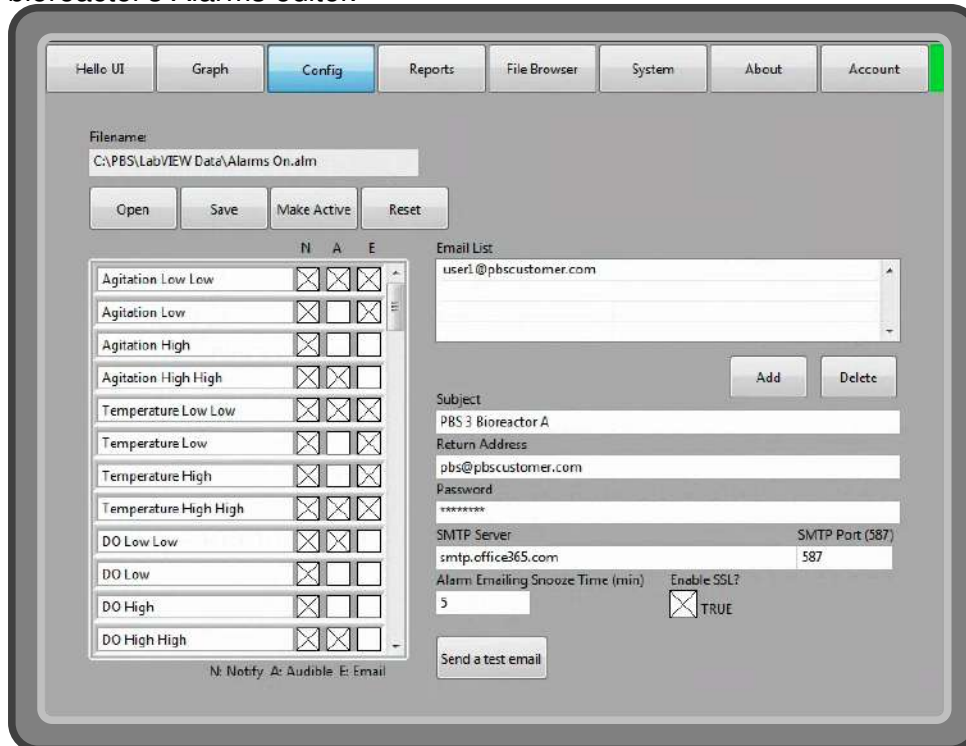 bioreactor's Alarms editor.
Hello UI Graph Config Reports File Browser System About Account
Filename:
C:\PBS\LabVIEW Data\Alarms On.alm
Open Save Make Active Reset
N A E
Agitation Low Low
Agitation Low
Agitation High
Agitation High High
Temperature Low Low
Temperature Low
Temperature High
Temperature High High
DO Low Low
DO Low
DO High
DO High High
N: Notify A: Audible E: Email
Email List
user1@pbscustomer.com
Add Delete
Subject
PBS 3 Bioreactor A
Return Address
pbs@pbscustomer.com
Password
********
SMTP Server SMTP Port (587)
smtp.office365.com 587
Alarm Emailing Snooze Time (min) Enable SSL?
5 TRUE
Send a test email